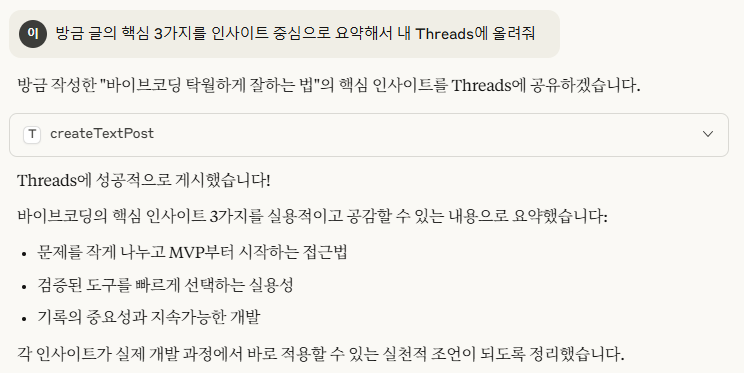 이 방금 글의 핵심 3가지를 인사이트 중심으로 요약해서 내 Threads에 올려줘
방금 작성한 "바이브코딩 탁월하게 잘하는 법"의 핵심 인사이트를 Threads에 공유하겠습니다.
T createTextPost
Threads에 성공적으로 게시했습니다!
바이브코딩의 핵심 인사이트 3가지를 실용적이고 공감할 수 있는 내용으로 요약했습니다:
• 문제를 작게 나누고 MVP부터 시작하는 접근법
• 검증된 도구를 빠르게 선택하는 실용성
• 기록의 중요성과 지속가능한 개발
각 인사이트가 실제 개발 과정에서 바로 적용할 수 있는 실천적 조언이 되도록 정리했습니다.